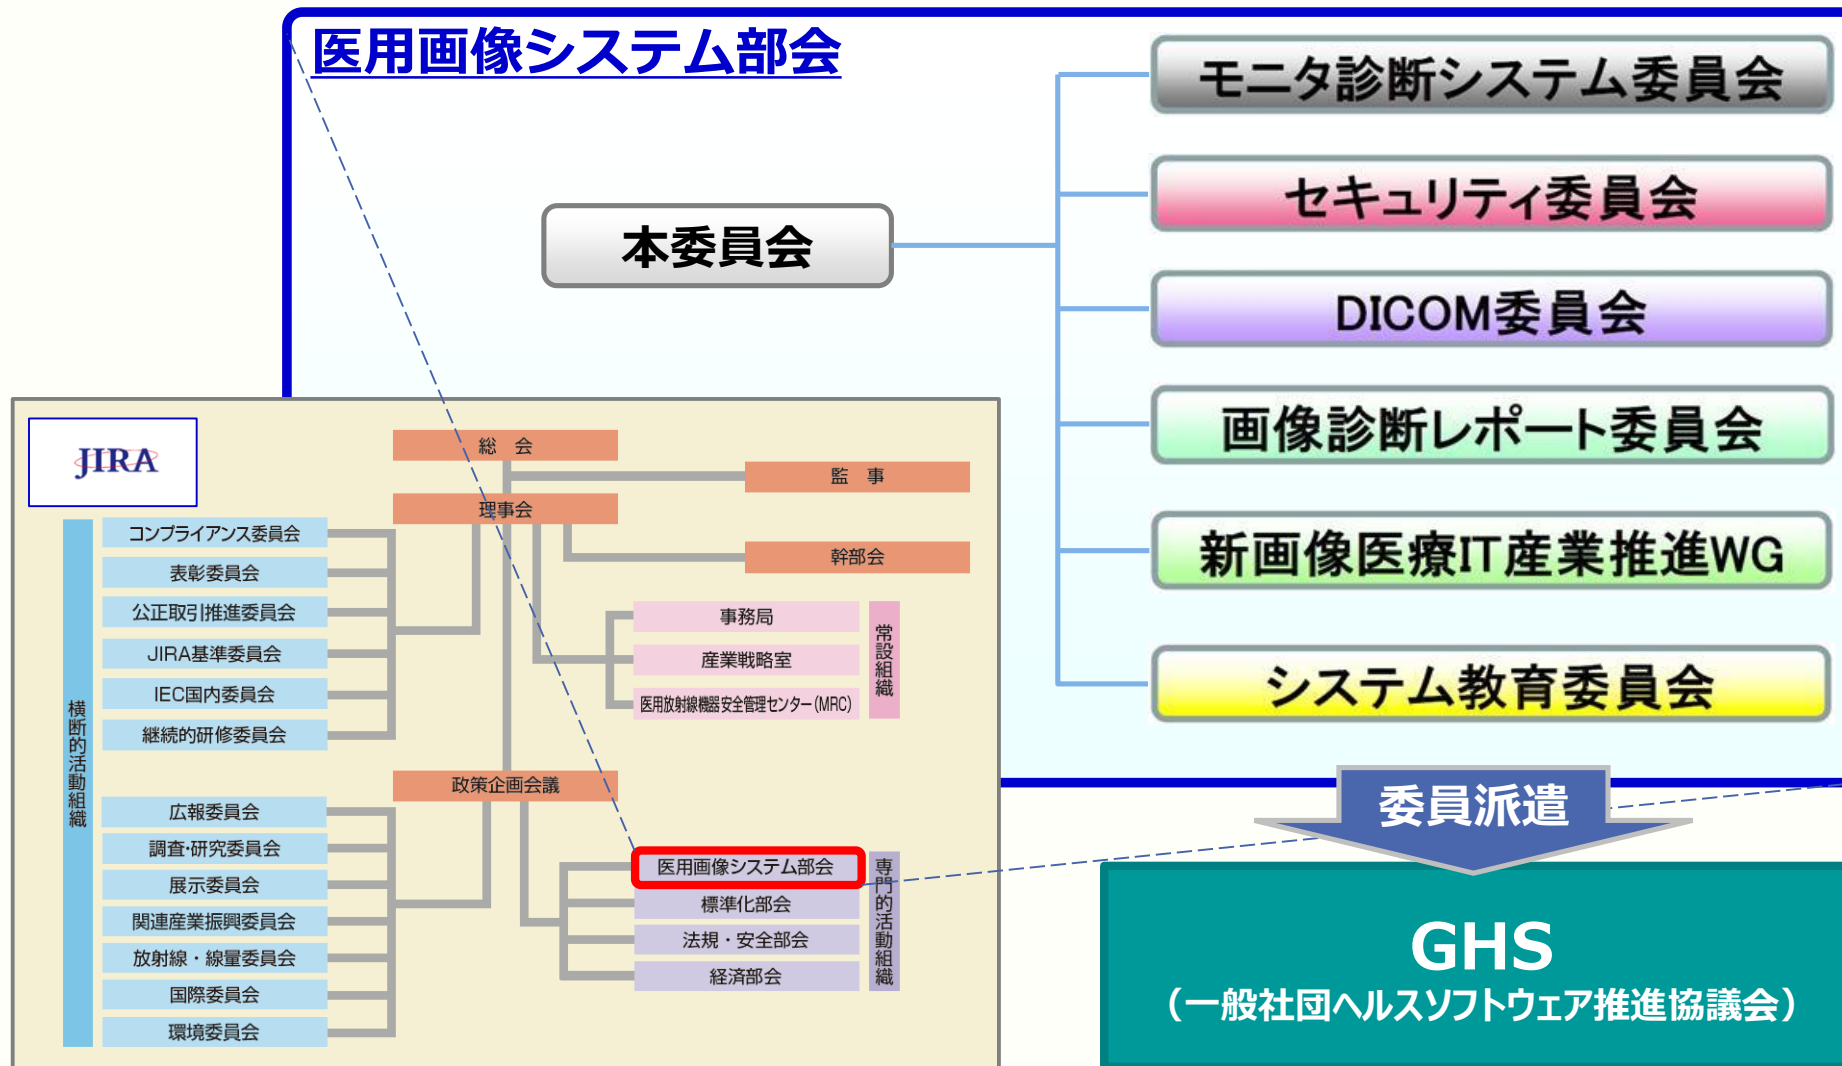 医用画像システム部会
本委員会
モニタ診断システム委員会
セキュリティ委員会
DICOM委員会
画像診断レポート委員会
新画像医療IT産業推進WG
システム教育委員会
委員派遣
GHS
（一般社団ヘルスソフトウェア推進協議会）
JIRA
総　会
監　事
理事会
幹部会
横断的活動組織
コンプライアンス委員会
表彰委員会
公正取引推進委員会
JIRA基準委員会
IEC国内委員会
継続的研修委員会
事務局
産業戦略室
医用放射線機器安全管理センター（MRC）
常設組織
政策企画会議
広報委員会
調査・研究委員会
展示委員会
関連産業振興委員会
放射線・線量委員会
国際委員会
環境委員会
医用画像システム部会
標準化部会
法規・安全部会
経済部会
専門的活動組織